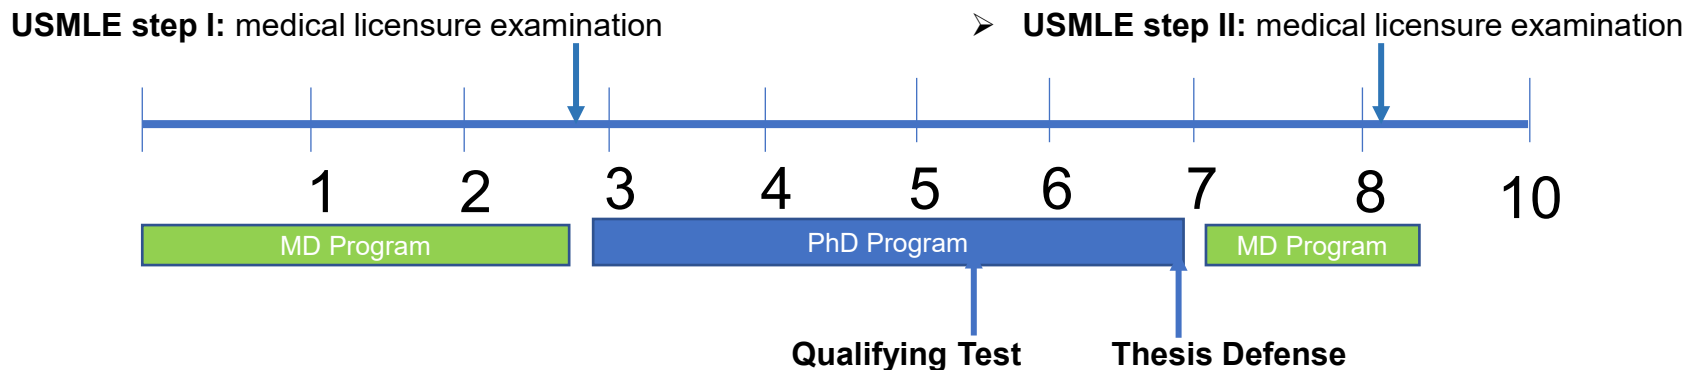 USMLE step I: medical licensure examination
➢ USMLE step II: medical licensure examination
1 2 3 4 5 6 7 8 10
MD Program
PhD Program
MD Program
Qualifying Test
Thesis Defense